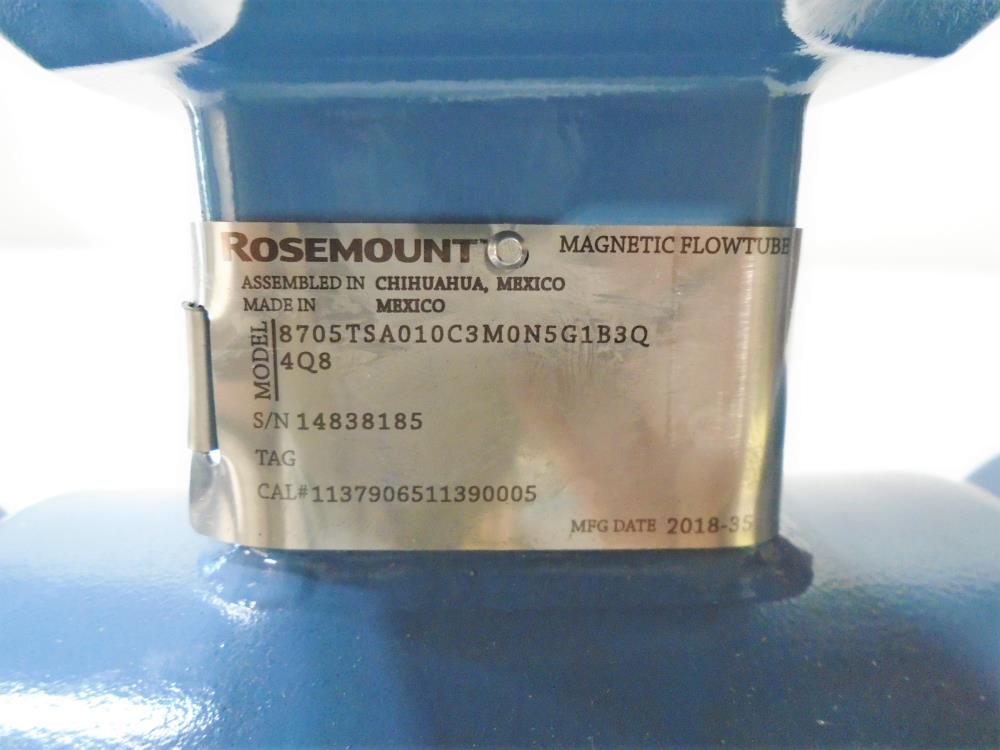 ROSEMOUNT™ MAGNETIC FLOWTUBE
ASSEMBLED IN CHIHUAHUA, MEXICO
MADE IN MEXICO
MODEL 8705TSA010C3M0N5G1B3Q
4Q8
S/N 14838185
TAG
CAL# 1137906511390005
MFG DATE 2018-35